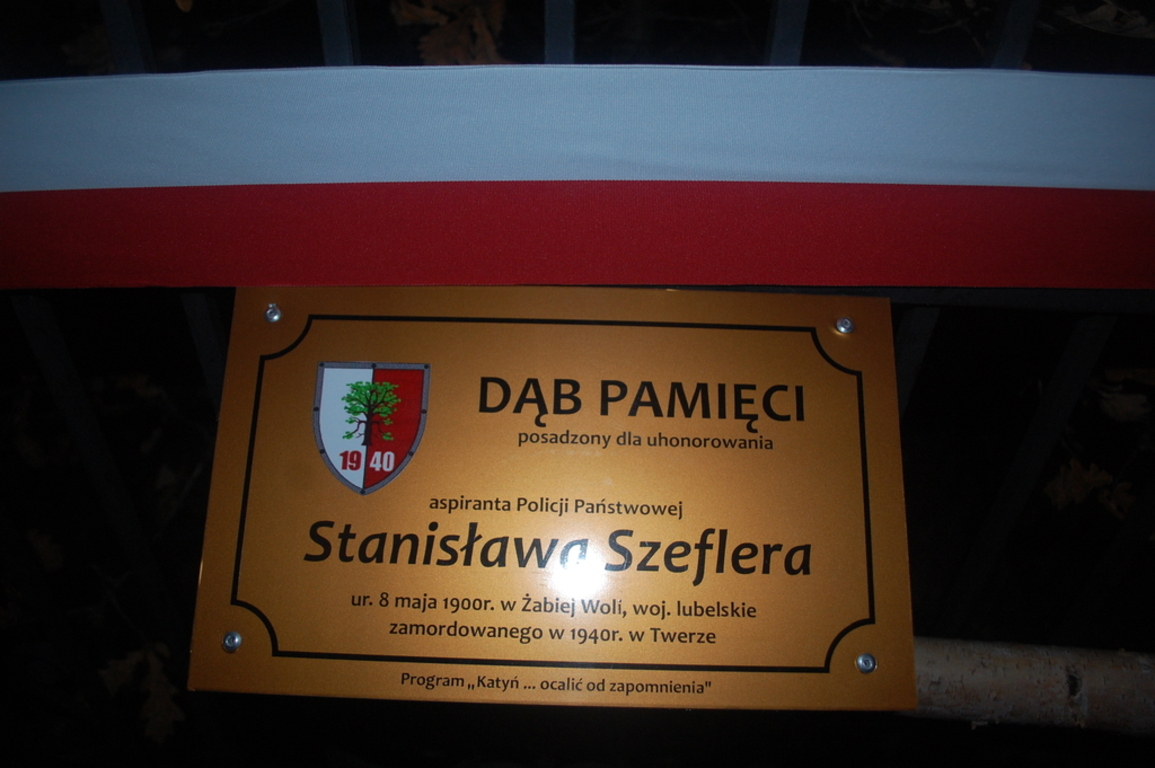 DĄB PAMIĘCI
posadzony dla uhonorowania
19 40
aspiranta Policji Państwowej
Stanisława Szeflera
ur. 8 maja 1900r. w Żabiej Woli, woj. lubelskie
zamordowanego w 1940r. w Twerze
Program „Katyń ... ocalić od zapomnienia"